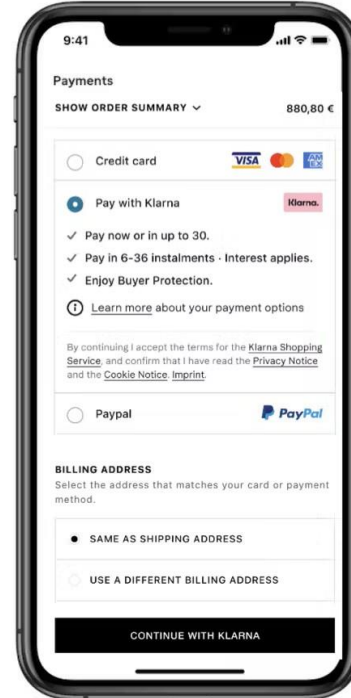 9:41
Payments
SHOW ORDER SUMMARY 880,80 €
Credit card VISA AM EX
Pay with Klarna Klarna.
Pay now or in up to 30.
Pay in 6-36 instalments · Interest applies.
Enjoy Buyer Protection.
Learn more about your payment options
By continuing I accept the terms for the Klarna Shopping
Service, and confirm that I have read the Privacy Notice
and the Cookie Notice. Imprint.
Paypal PayPal
BILLING ADDRESS
Select the address that matches your card or payment
method.
SAME AS SHIPPING ADDRESS
USE A DIFFERENT BILLING ADDRESS
CONTINUE WITH KLARNA